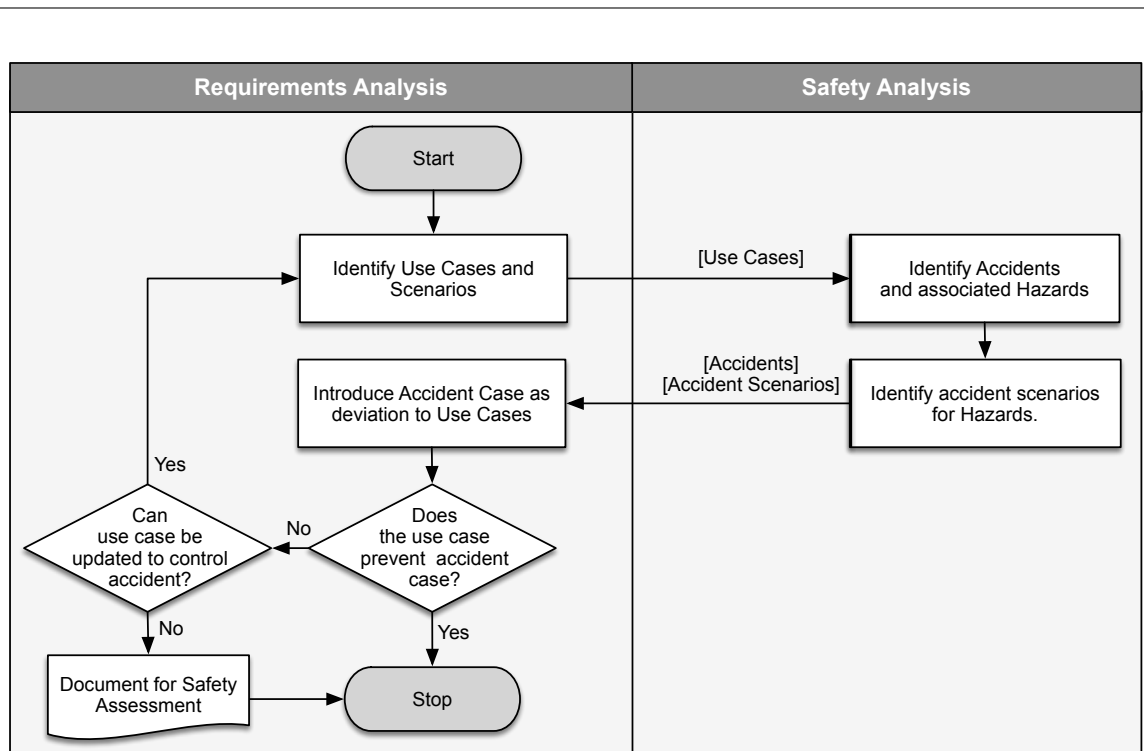 Requirements Analysis
Safety Analysis
Start
Identify Use Cases and
Scenarios
[Use Cases]
Identify Accidents
and associated Hazards
Introduce Accident Case as
deviation to Use Cases
[Accidents]
[Accident Scenarios]
Identify accident scenarios
for Hazards.
Yes
Can
use case be
updated to control
accident?
No
Does
the use case
prevent accident
case?
No
Yes
Document for Safety
Assessment
Stop